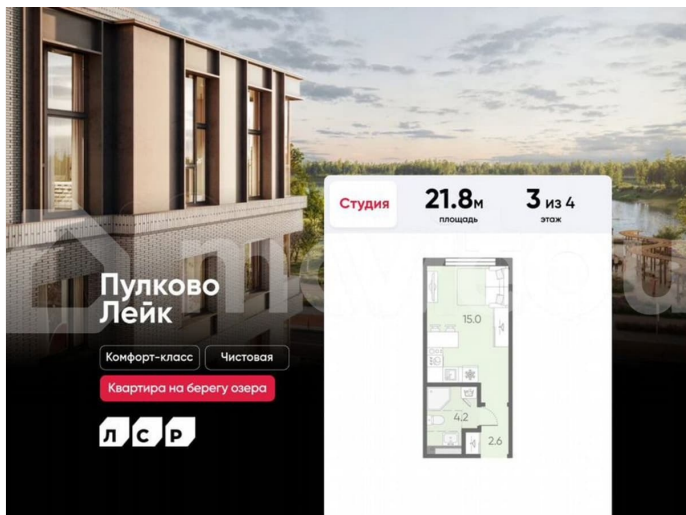 Студия
21.8м
площадь
3 из 4
этаж
Пулково
Лейк
15.0
Комфорт-класс
Чистовая
Квартира на берегу озера
4.2
2.6
ЛСР